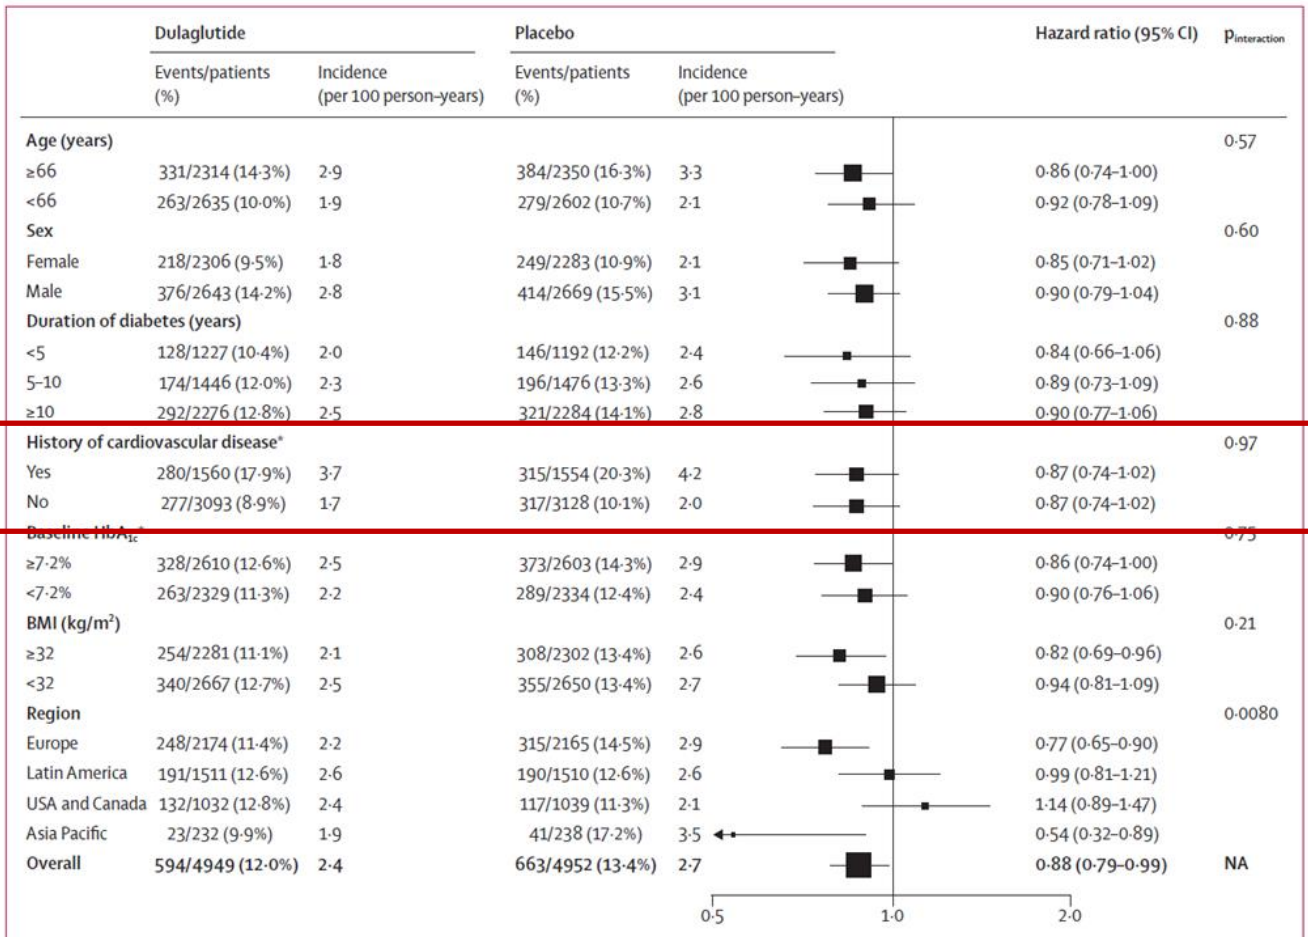 Dulaglutide Placebo Hazard ratio (95% CI) pinteraction
Events/patients Incidence Events/patients Incidence
(%) (per 100 person–years) (%) (per 100 person–years)
Age (years) 0·57
≥66 331/2314 (14·3%) 2·9 384/2350 (16·3%) 3·3 0·86 (0·74–1·00)
<66 263/2635 (10·0%) 1·9 279/2602 (10·7%) 2·1 0·92 (0·78–1·09)
Sex 0·60
Female 218/2306 (9·5%) 1·8 249/2283 (10·9%) 2·1 0·85 (0·71–1·02)
Male 376/2643 (14·2%) 2·8 414/2669 (15·5%) 3·1 0·90 (0·79–1·04)
Duration of diabetes (years) 0·88
<5 128/1227 (10·4%) 2·0 146/1192 (12·2%) 2·4 0·84 (0·66–1·06)
5–10 174/1446 (12·0%) 2·3 196/1476 (13·3%) 2·6 0·89 (0·73–1·09)
≥10 292/2276 (12·8%) 2·5 321/2284 (14·1%) 2·8 0·90 (0·77–1·06)
History of cardiovascular disease* 0·97
Yes 280/1560 (17·9%) 3·7 315/1554 (20·3%) 4·2 0·87 (0·74–1·02)
No 277/3093 (8·9%) 1·7 317/3128 (10·1%) 2·0 0·87 (0·74–1·02)
Baseline HbA1c* 0·75
≥7·2% 328/2610 (12·6%) 2·5 373/2603 (14·3%) 2·9 0·86 (0·74–1·00)
<7·2% 263/2329 (11·3%) 2·2 289/2334 (12·4%) 2·4 0·90 (0·76–1·06)
BMI (kg/m²) 0·21
≥32 254/2281 (11·1%) 2·1 308/2302 (13·4%) 2·6 0·82 (0·69–0·96)
<32 340/2667 (12·7%) 2·5 355/2650 (13·4%) 2·7 0·94 (0·81–1·09)
Region 0·0080
Europe 248/2174 (11·4%) 2·2 315/2165 (14·5%) 2·9 0·77 (0·65–0·90)
Latin America 191/1511 (12·6%) 2·6 190/1510 (12·6%) 2·6 0·99 (0·81–1·21)
USA and Canada 132/1032 (12·8%) 2·4 117/1039 (11·3%) 2·1 1·14 (0·89–1·47)
Asia Pacific 23/232 (9·9%) 1·9 41/238 (17·2%) 3·5 0·54 (0·32–0·89)
Overall 594/4949 (12·0%) 2·4 663/4952 (13·4%) 2·7 0·88 (0·79–0·99) NA
0·5 1·0 2·0